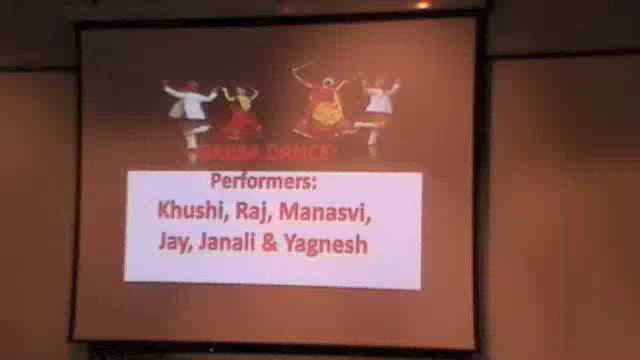 GARBA DANCE
Performers:
Khushi, Raj, Manasvi,
Jay, Janali & Yagnesh